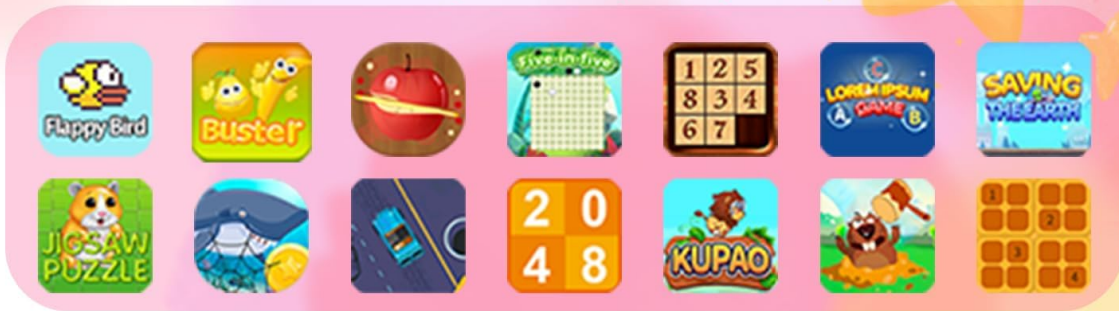 Flappy Bird
Buster
Five-in-five
1 2 5
8 3 4
6 7
C
LOREM IPSUM
GAME
A B
SAVING
THE EARTH
JIGSAW
PUZZLE
2 0
4 8
KUPAO
1
2
3
4